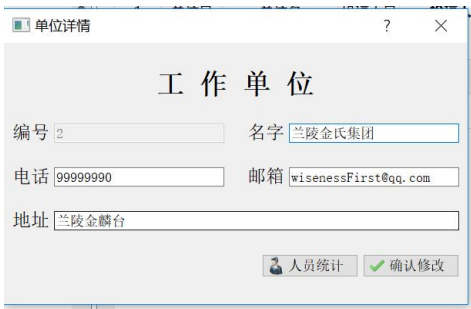 单位详情 ?
工作单位
编号 2 名字 兰陵金氏集团
电话 99999990 邮箱 wisenessFirst@qq.com
地址 兰陵金麟台
人员统计 确认修改